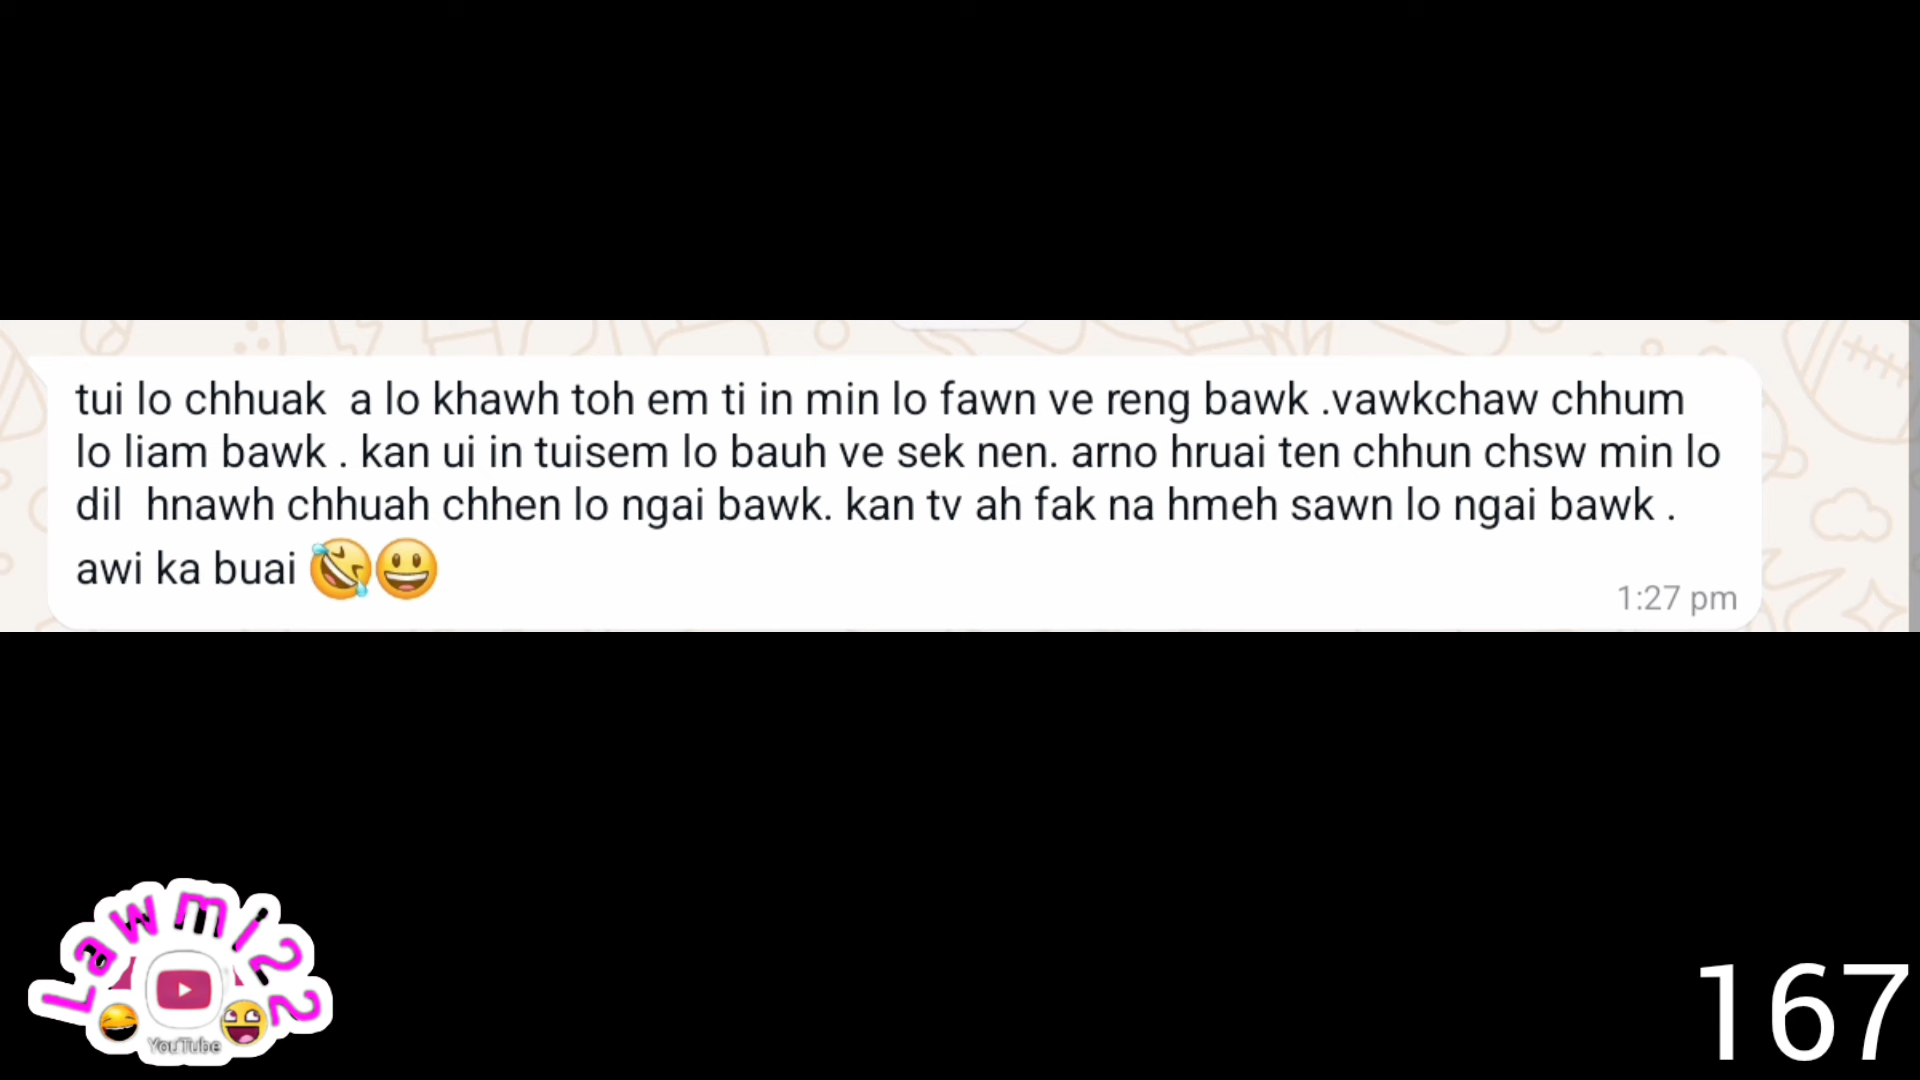 tui lo chhuak  a lo khawh toh em ti in min lo fawn ve reng bawk .vawkchaw chhum
lo liam bawk . kan ui in tuisem lo bauh ve sek nen. arno hruai ten chhun chsw min lo
dil  hnawh chhuah chhen lo ngai bawk. kan tv ah fak na hmeh sawn lo ngai bawk .
awi ka buai 🤣😃
1:27 pm
Lawmi22
YouTube
167